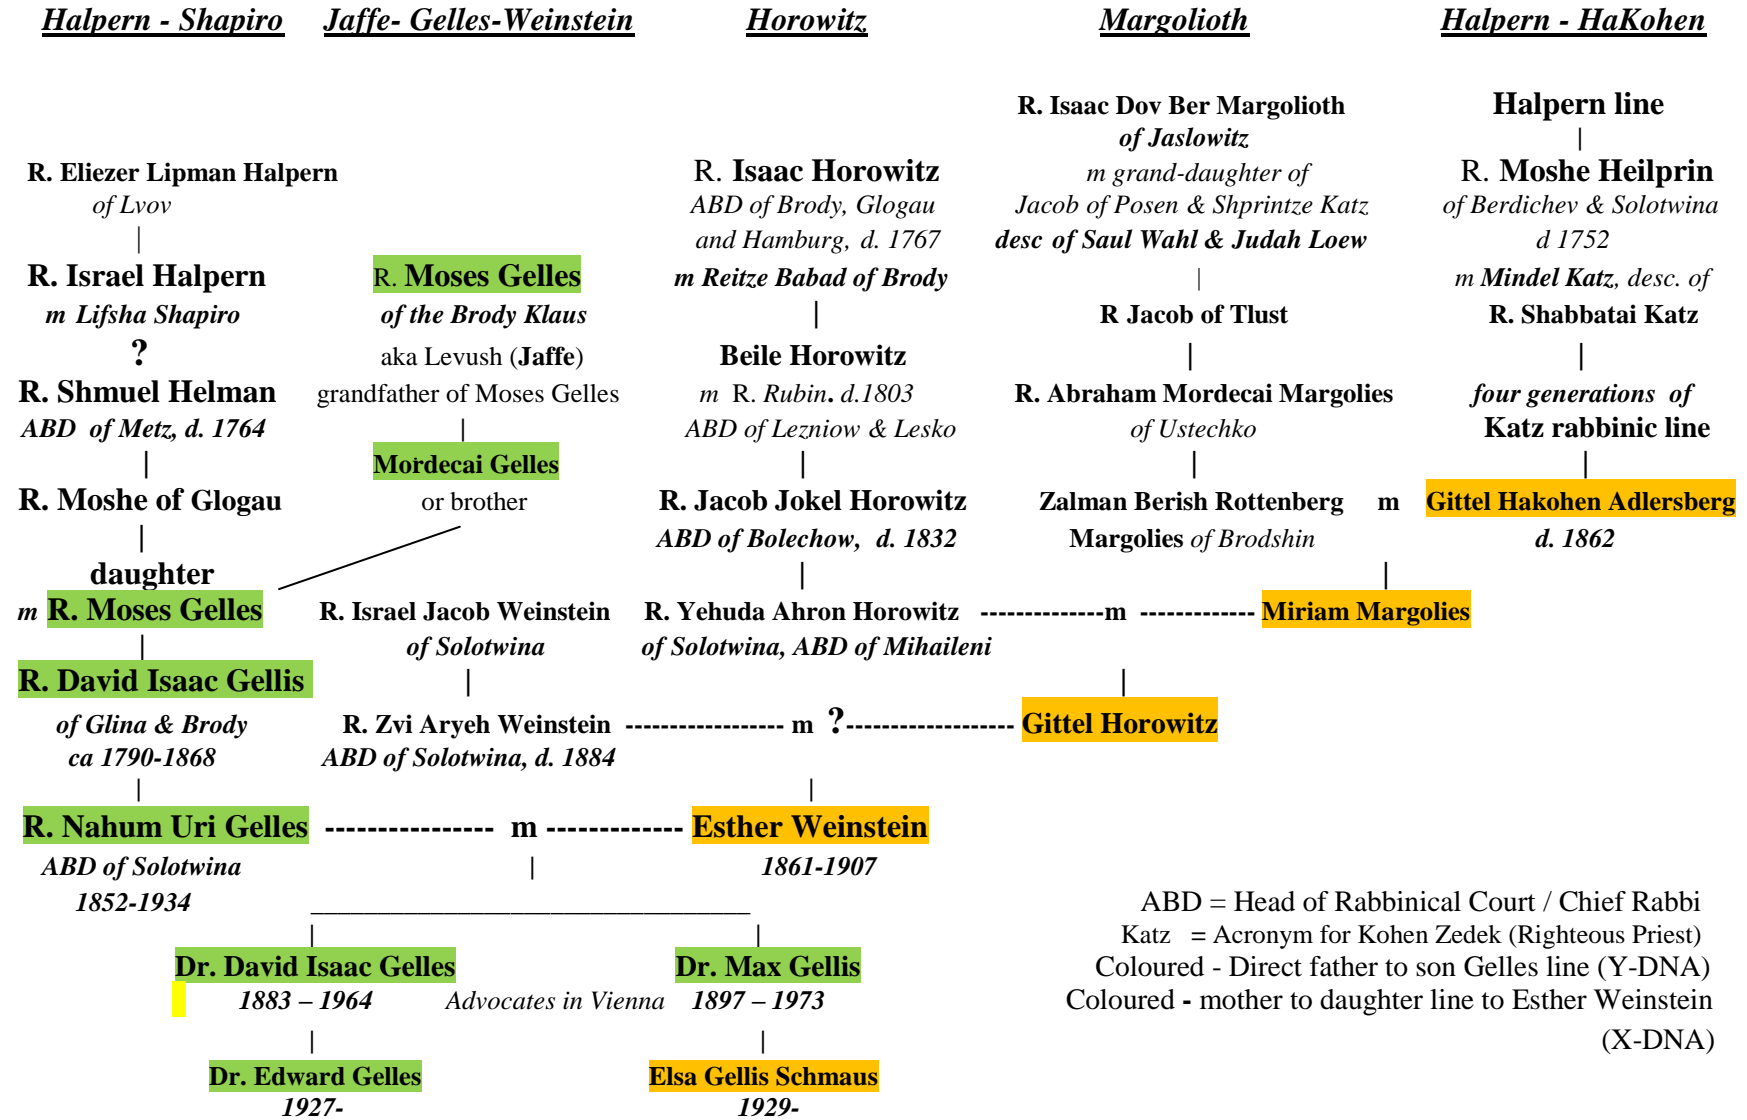 Halpern - Shapiro
Jaffe- Gelles-Weinstein
Horowitz
Margolioth
Halpern - HaKohen
R. Eliezer Lipman Halpern
of Lvov
|
R. Israel Halpern
m Lifsha Shapiro
?
R. Shmuel Helman
ABD of Metz, d. 1764
|
R. Moshe of Glogau
|
daughter
m R. Moses Gelles
|
R. David Isaac Gellis
of Glina & Brody
ca 1790-1868
|
R. Nahum Uri Gelles ---------------- m ------------- Esther Weinstein
ABD of Solotwina
1852-1934
|
1861-1907
R. Moses Gelles
of the Brody Klaus
aka Levush (Jaffe)
grandfather of Moses Gelles
|
Mordecai Gelles
or brother
R. Israel Jacob Weinstein
of Solotwina
|
R. Zvi Aryeh Weinstein ------------------ m ?------------------- Gittel Horowitz
ABD of Solotwina, d. 1884
|
R. Isaac Horowitz
ABD of Brody, Glogau
and Hamburg, d. 1767
m Reitze Babad of Brody
|
Beile Horowitz
m R. Rubin. d.1803
ABD of Lezniow & Lesko
|
R. Jacob Jokel Horowitz
ABD of Bolechow, d. 1832
|
R. Yehuda Ahron Horowitz --------------m ------------- Miriam Margolies
of Solotwina, ABD of Mihaileni
|
R. Isaac Dov Ber Margolioth
of Jaslowitz
m grand-daughter of
Jacob of Posen & Shprintze Katz
desc of Saul Wahl & Judah Loew
|
R Jacob of Tlust
|
R. Abraham Mordecai Margolies
of Ustechko
|
Zalman Berish Rottenberg m Gittel Hakohen Adlersberg
Margolies of Brodshin
d. 1862
|
Halpern line
|
R. Moshe Heilprin
of Berdichev & Solotwina
d 1752
m Mindel Katz, desc. of
R. Shabbatai Katz
|
four generations of
Katz rabbinic line
|
Dr. David Isaac Gelles
1883 – 1964
Advocates in Vienna
Dr. Max Gellis
1897 – 1973
|
|
Dr. Edward Gelles
1927-
Elsa Gellis Schmaus
1929-
ABD = Head of Rabbinical Court / Chief Rabbi
Katz = Acronym for Kohen Zedek (Righteous Priest)
Coloured - Direct father to son Gelles line (Y-DNA)
Coloured - mother to daughter line to Esther Weinstein
(X-DNA)